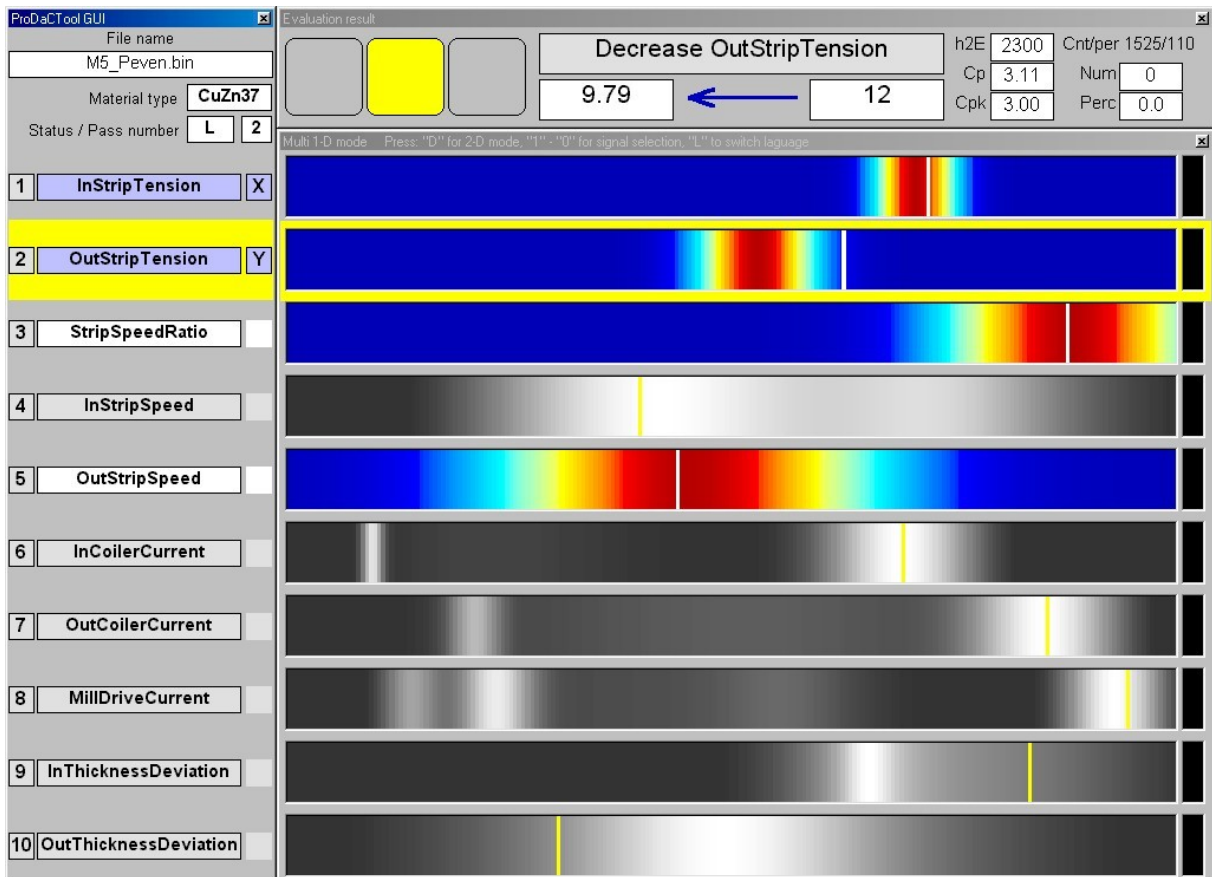 ProDaCTool GUI
File name
M5_Peven.bin
Material type CuZn37
Status / Pass number L 2
1 InStripTension X
2 OutStripTension Y
3 StripSpeedRatio
4 InStripSpeed
5 OutStripSpeed
6 InCoilerCurrent
7 OutCoilerCurrent
8 MillDriveCurrent
9 InThicknessDeviation
10 OutThicknessDeviation
Evaluation result
Decrease OutStripTension
9.79 12
h2E 2300 Cnt/per 1525/110
Cp 3.11 Num 0
Cpk 3.00 Perc 0.0
Multi 1-D mode Press: "D" for 2-D mode, "1" - "0" for signal selection, "L" to switch laguage